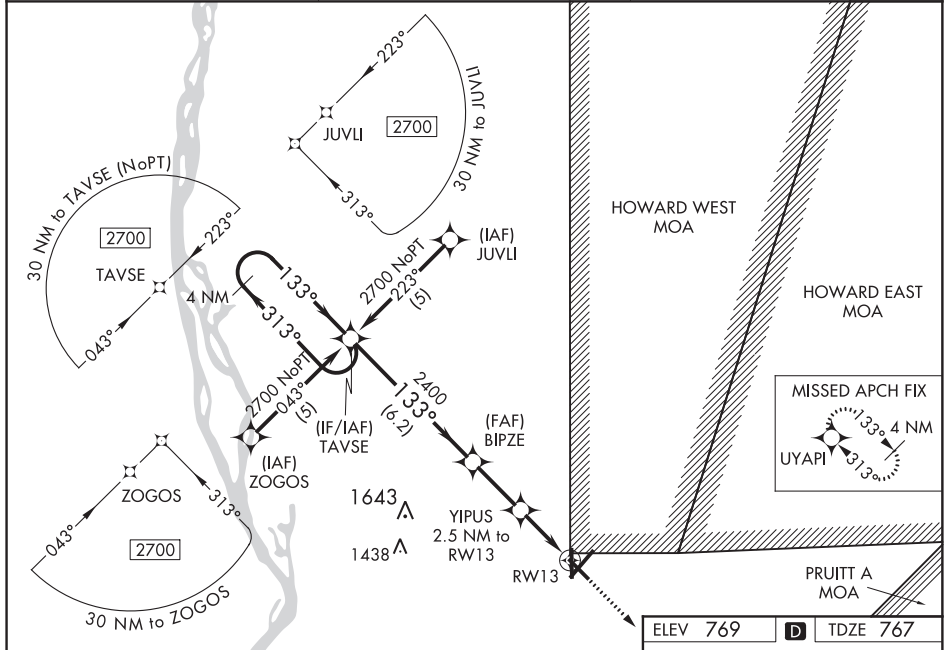 223°
JUVLI
2700
30 NM to JUVLI
313°
30 NM to TAVSE (NoPT)
2700
223°
TAVSE
043°
HOWARD WEST
MOA
HOWARD EAST
MOA
(IAF)
JUVLI
2700 NoPT
223°
(5)
4 NM
133°
313°
2700 NoPT
043°
(5)
(IF/IAF)
TAVSE
(IAF)
ZOGOS
2400
133°
(6.2)
(FAF)
BIPZE
MISSED APCH FIX
133°
4 NM
UYAPI
313°
ZOGOS
043°
313°
2700
30 NM to ZOGOS
1643
1438
YIPUS
2.5 NM to
RW13
RW13
PRUITT A
MOA
ELEV 769 D TDZE 767